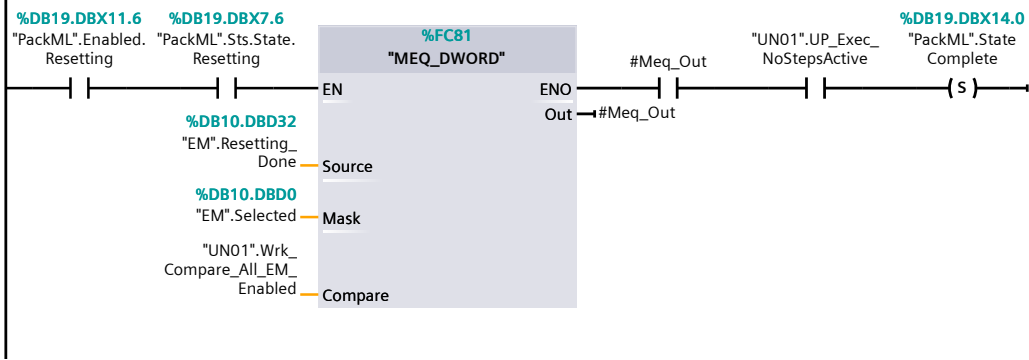 %DB19.DBX11.6
"PackML".Enabled.
Resetting
%DB19.DBX7.6
"PackML".Sts.State.
Resetting
%FC81
"MEQ_DWORD"
EN
ENO
#Meq_Out
"UN01".UP_Exec_
NoStepsActive
%DB19.DBX14.0
"PackML".State
Complete
S
Out
#Meq_Out
%DB10.DBD32
"EM".Resetting_
Done
Source
%DB10.DBD0
"EM".Selected
Mask
"UN01".Wrk_
Compare_All_EM_
Enabled
Compare